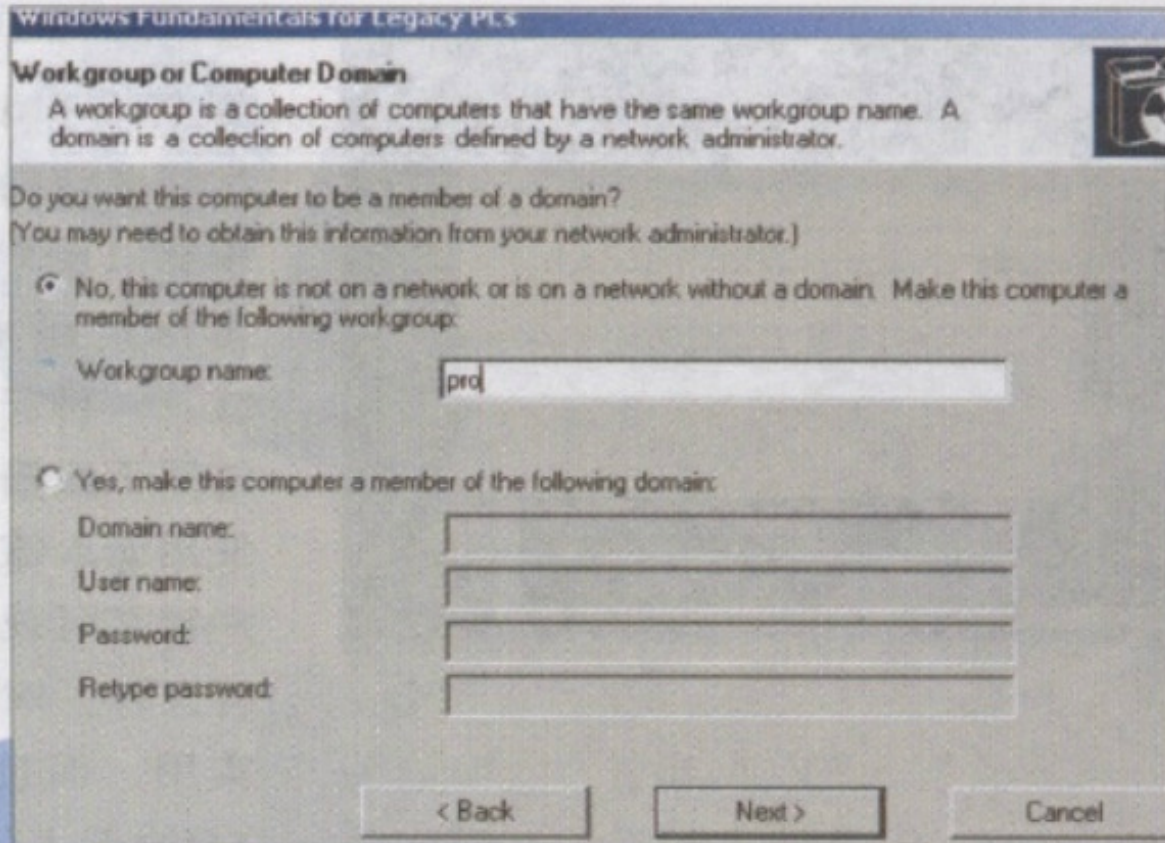 Windows Fundamentals for Legacy PCs
Workgroup or Computer Domain
A workgroup is a collection of computers that have the same workgroup name. A
domain is a collection of computers defined by a network administrator.
Do you want this computer to be a member of a domain?
(You may need to obtain this information from your network administrator.)
No, this computer is not on a network or is on a network without a domain. Make this computer a
member of the following workgroup:
Workgroup name:
pro
Yes, make this computer a member of the following domain:
Domain name:
User name:
Password:
Retype password:
< Back
Next >
Cancel